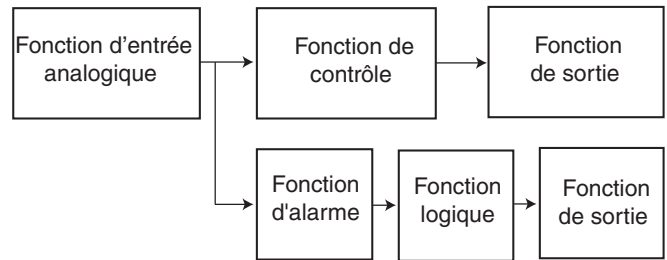 Fonction d'entrée
analogique
Fonction de
contrôle
Fonction
de sortie
Fonction
d'alarme
Fonction
logique
Fonction
de sortie